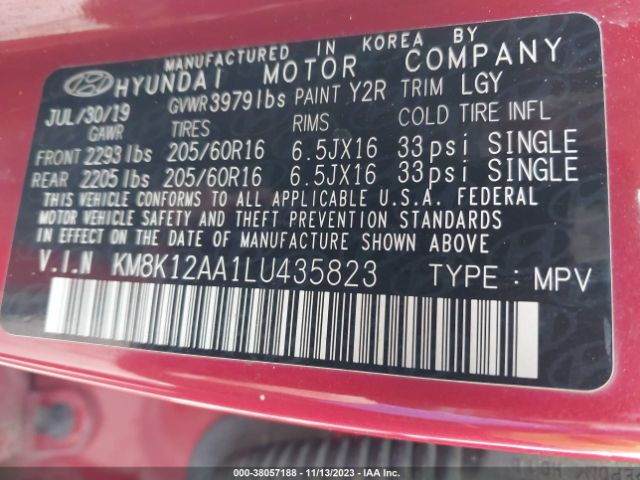 MANUFACTURED IN KOREA BY
HYUNDAI MOTOR COMPANY
JUL/30/19 GVWR 3979lbs PAINT Y2R TRIM LGY
GAWR TIRES RIMS COLD TIRE INFL
FRONT 2293 lbs 205/60R16 6.5JX16 33psi SINGLE
REAR 2205 lbs 205/60R16 6.5JX16 33psi SINGLE
THIS VEHICLE CONFORMS TO ALL APPLICABLE U.S.A. FEDERAL
MOTOR VEHICLE SAFETY AND THEFT PREVENTION STANDARDS
IN EFFECT ON THE DATE OF MANUFACTURE SHOWN ABOVE.
V.I.N KM8K12AA1LU435823 TYPE : MPV
000-38057188 - 11/13/2023 - IAA Inc.